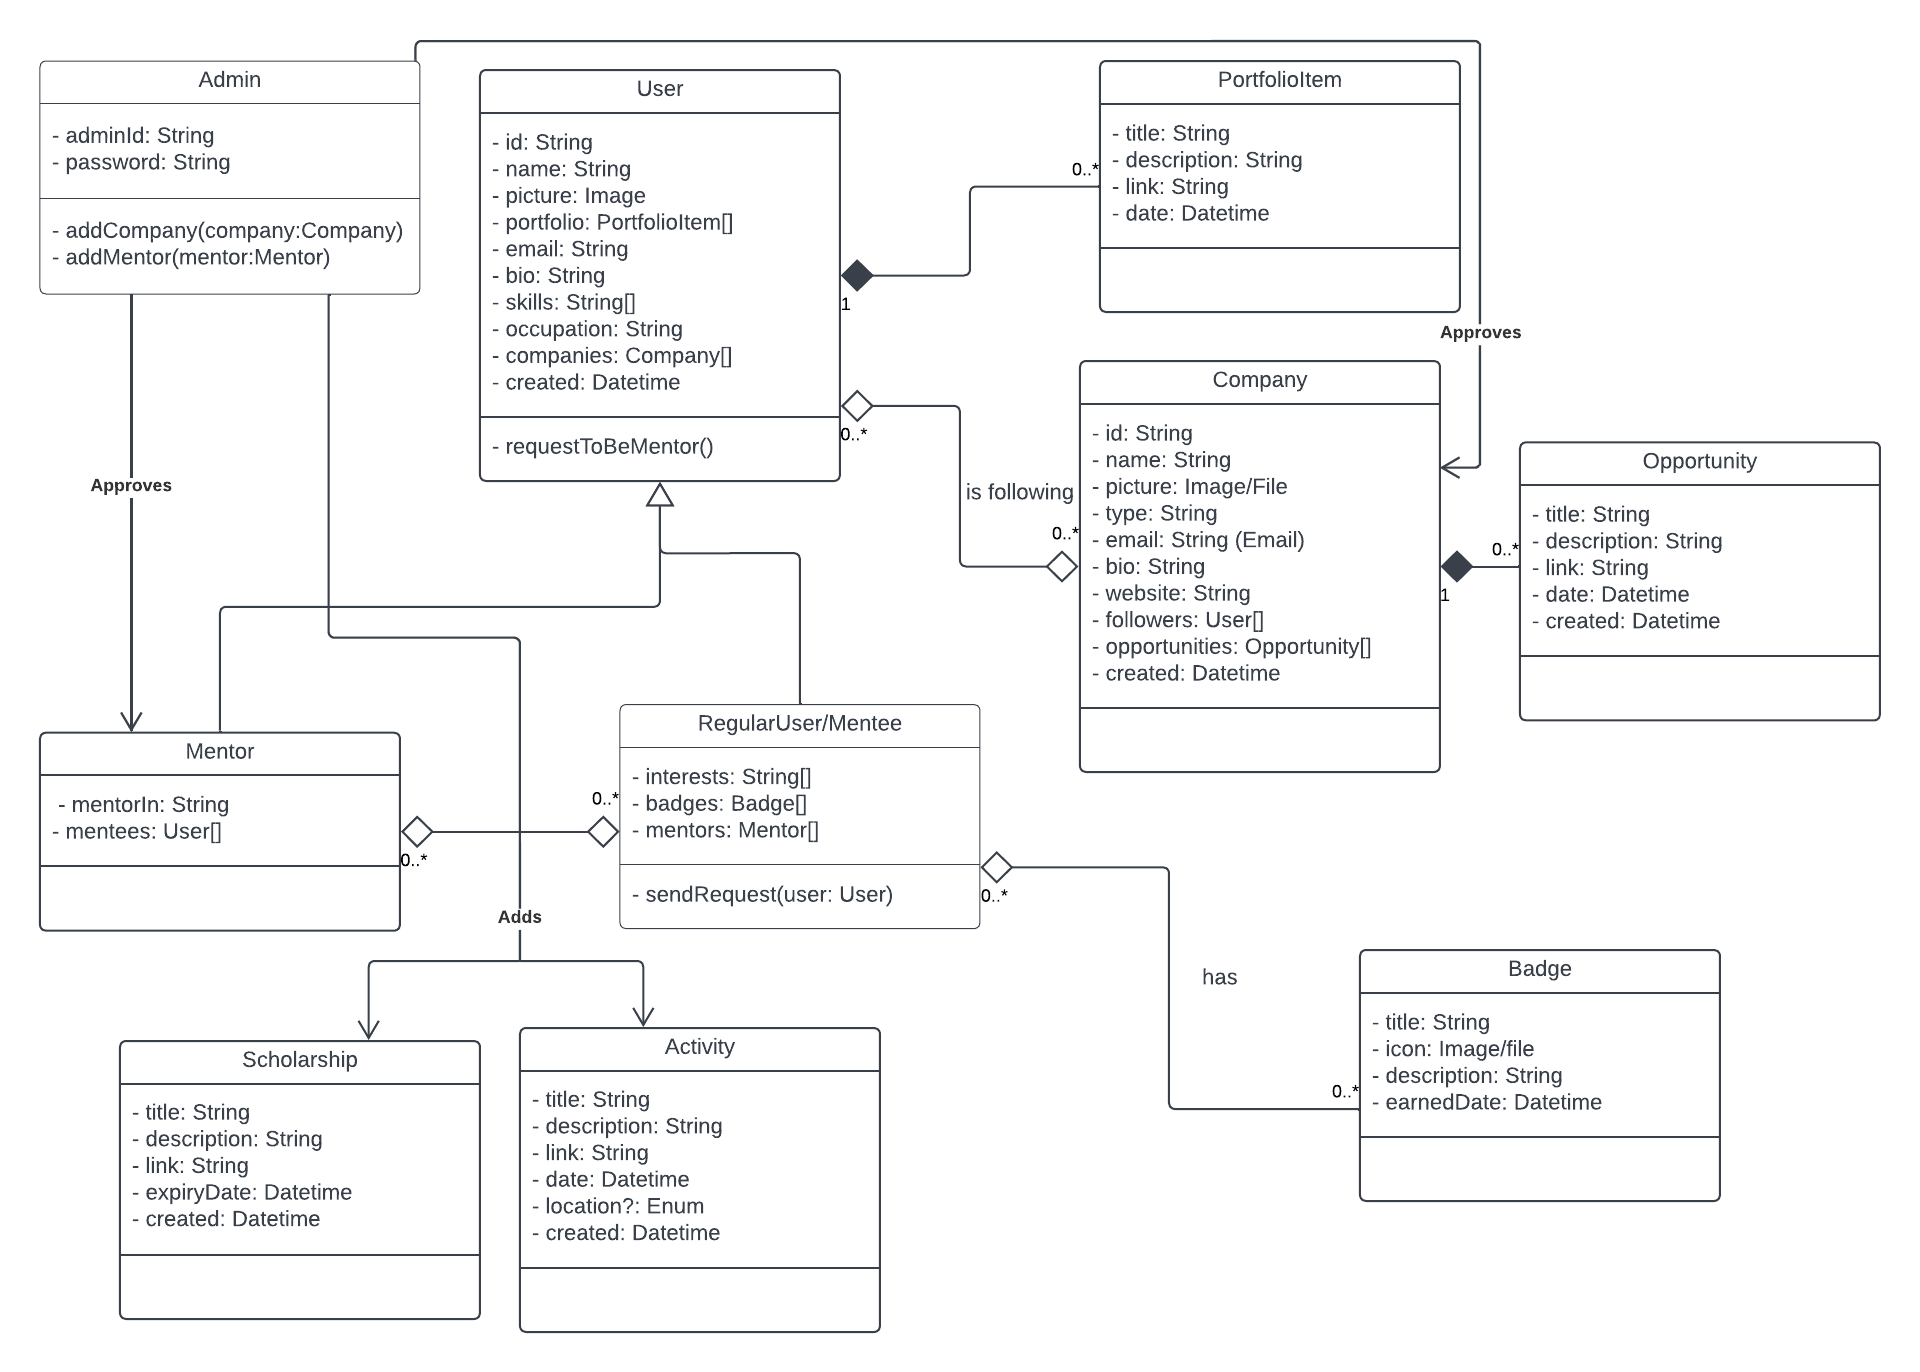 Admin
- adminId: String
- password: String
- addCompany(company:Company)
- addMentor(mentor:Mentor)
User
- id: String
- name: String
- picture: Image
- portfolio: PortfolioItem[]
- email: String
- bio: String
- skills: String[]
- occupation: String
- companies: Company[]
- created: Datetime
- requestToBeMentor()
PortfolioItem
- title: String
- description: String
- link: String
- date: Datetime
0..*
1
0..*
is following
0..*
Approves
Approves
Company
- id: String
- name: String
- picture: Image/File
- type: String
- email: String (Email)
- bio: String
- website: String
- followers: User[]
- opportunities: Opportunity[]
- created: Datetime
0..*
1
Opportunity
- title: String
- description: String
- link: String
- date: Datetime
- created: Datetime
Mentor
- mentorIn: String
- mentees: User[]
0..*
0..*
RegularUser/Mentee
- interests: String[]
- badges: Badge[]
- mentors: Mentor[]
- sendRequest(user: User)
0..*
Adds
has
0..*
Badge
- title: String
- icon: Image/file
- description: String
- earnedDate: Datetime
Scholarship
- title: String
- description: String
- link: String
- expiryDate: Datetime
- created: Datetime
Activity
- title: String
- description: String
- link: String
- date: Datetime
- location?: Enum
- created: Datetime